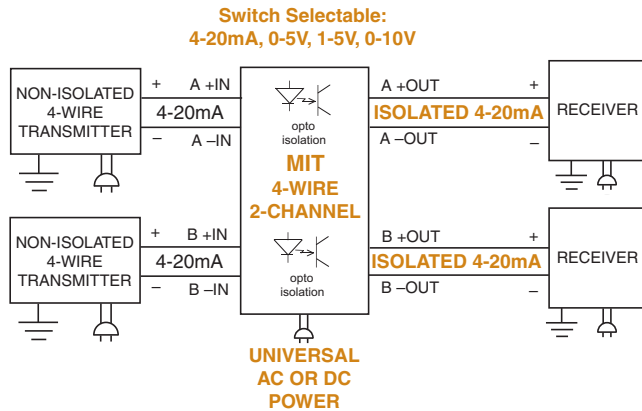 Switch Selectable:
4-20mA, 0-5V, 1-5V, 0-10V
NON-ISOLATED
4-WIRE
TRANSMITTER
+ A +IN
4-20mA
– A –IN
opto
isolation
MIT
4-WIRE
2-CHANNEL
A +OUT +
ISOLATED 4-20mA
A –OUT –
RECEIVER
NON-ISOLATED
4-WIRE
TRANSMITTER
+ B +IN
4-20mA
– B –IN
opto
isolation
B +OUT +
ISOLATED 4-20mA
B –OUT –
RECEIVER
UNIVERSAL
AC OR DC
POWER